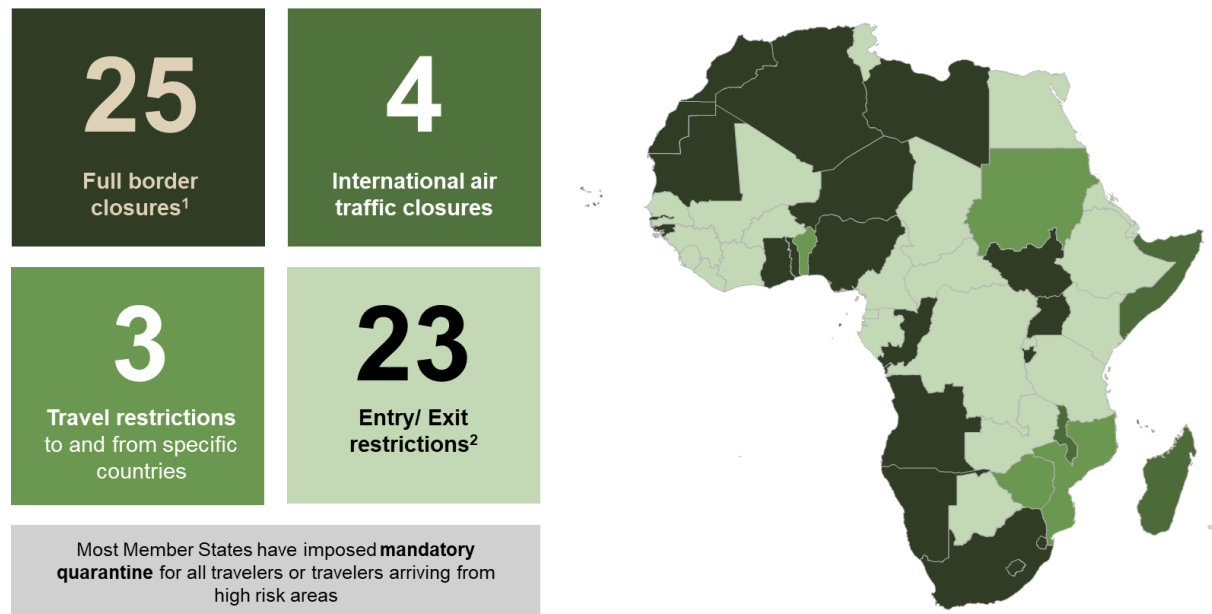 25
Full border
closures¹
4
International air
traffic closures
3
Travel restrictions
to and from specific
countries
23
Entry/ Exit
restrictions²
Most Member States have imposed mandatory
quarantine for all travelers or travelers arriving from
high risk areas